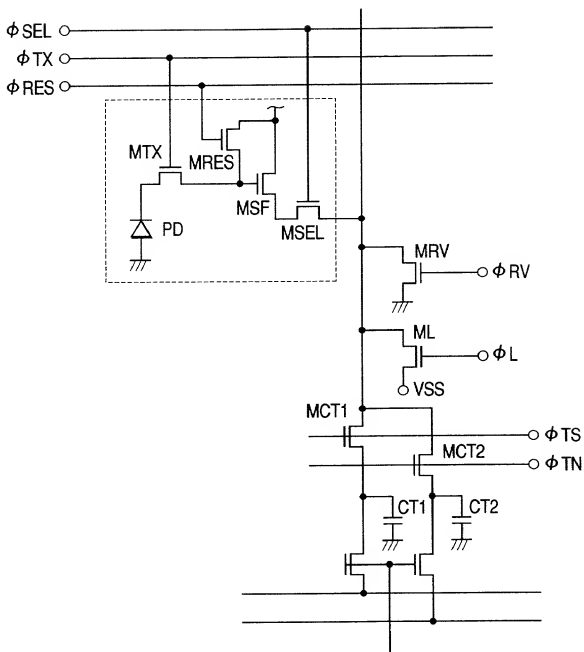 ϕSEL
ϕTX
ϕRES
MTX
MRES
MSF
PD
MSEL
MRV
ϕRV
ML
ϕL
VSS
MCT1
ϕTS
MCT2
ϕTN
CT1
CT2